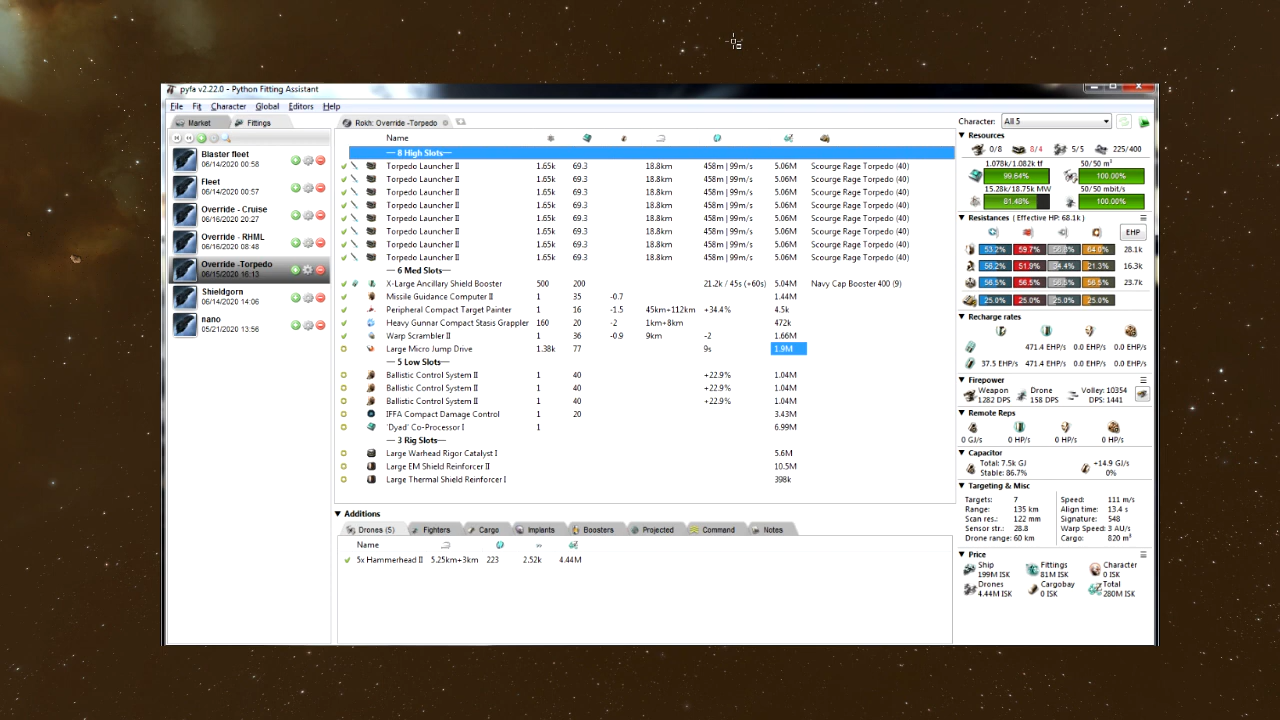 pyfa v2.22.0 - Python Fitting Assistant
File Fit Character Global Editors Help
Market Fittings
Blaster fleet
06/14/2020 00:58
Fleet
06/14/2020 00:57
Override - Cruise
06/16/2020 20:27
Override - RHML
06/16/2020 08:48
Override -Torpedo
06/15/2020 16:13
Shieldgorn
06/14/2020 14:06
nano
05/21/2020 13:56
Rokh: Override -Torpedo
Name
— 8 High Slots—
Torpedo Launcher II 1.65k 69.3 18.8km 458m | 99m/s 5.06M Scourge Rage Torpedo (40)
Torpedo Launcher II 1.65k 69.3 18.8km 458m | 99m/s 5.06M Scourge Rage Torpedo (40)
Torpedo Launcher II 1.65k 69.3 18.8km 458m | 99m/s 5.06M Scourge Rage Torpedo (40)
Torpedo Launcher II 1.65k 69.3 18.8km 458m | 99m/s 5.06M Scourge Rage Torpedo (40)
Torpedo Launcher II 1.65k 69.3 18.8km 458m | 99m/s 5.06M Scourge Rage Torpedo (40)
Torpedo Launcher II 1.65k 69.3 18.8km 458m | 99m/s 5.06M Scourge Rage Torpedo (40)
Torpedo Launcher II 1.65k 69.3 18.8km 458m | 99m/s 5.06M Scourge Rage Torpedo (40)
Torpedo Launcher II 1.65k 69.3 18.8km 458m | 99m/s 5.06M Scourge Rage Torpedo (40)
— 6 Med Slots—
X-Large Ancillary Shield Booster 500 200 21.2k / 45s (+60s) 5.04M Navy Cap Booster 400 (9)
Missile Guidance Computer II 1 35 -0.7 1.44M
Peripheral Compact Target Painter 1 16 -1.5 45km+112km +34.4% 4.5k
Heavy Gunnar Compact Stasis Grappler 160 20 -2 1km+8km 472k
Warp Scrambler II 1 36 -0.9 9km -2 1.66M
Large Micro Jump Drive 1.38k 77 9s 1.9M
— 5 Low Slots—
Ballistic Control System II 1 40 +22.9% 1.04M
Ballistic Control System II 1 40 +22.9% 1.04M
Ballistic Control System II 1 40 +22.9% 1.04M
IFFA Compact Damage Control 1 20 3.43M
'Dyad' Co-Processor I 1 6.99M
— 3 Rig Slots—
Large Warhead Rigor Catalyst I 5.6M
Large EM Shield Reinforcer II 10.5M
Large Thermal Shield Reinforcer I 398k
Additions
Drones (5) Fighters Cargo Implants Boosters Projected Command Notes
Name
5x Hammerhead II 5.25km+3km 223 2.52k 4.44M
Character: All 5
Resources
0/8 8/4 5/5 225/400
1.078k/1.082k tf 50/50 m³
99.64% 100.00%
15.28k/18.75k MW 50/50 mbit/s
81.48% 100.00%
Resistances ( Effective HP: 68.1k )
EHP
53.2% 59.7% 64.0% 28.1k
56.2% 51.9% 34.4% 21.3% 16.3k
56.5% 56.5% 56.5% 56.5% 23.7k
25.0% 25.0% 25.0% 25.0%
Recharge rates
471.4 EHP/s 0.0 EHP/s 0.0 EHP/s
37.5 EHP/s 471.4 EHP/s 0.0 EHP/s 0.0 EHP/s
Firepower
Weapon Drone Volley: 10354
1282 DPS 158 DPS DPS: 1441
Remote Reps
0 GJ/s 0 HP/s 0 HP/s 0 HP/s
Capacitor
Total: 7.5k GJ +14.9 GJ/s
Stable: 86.7% 0%
Targeting & Misc
Targets: 7 Speed: 111 m/s
Range: 135 km Align time: 13.4 s
Scan res.: 122 mm Signature: 548
Sensor str.: 28.8 Warp Speed: 3 AU/s
Drone range: 60 km Cargo: 820 m³
Price
Ship Fittings Character
199M ISK 81M ISK 0 ISK
Drones Cargobay Total
4.44M ISK 0 ISK 280M ISK